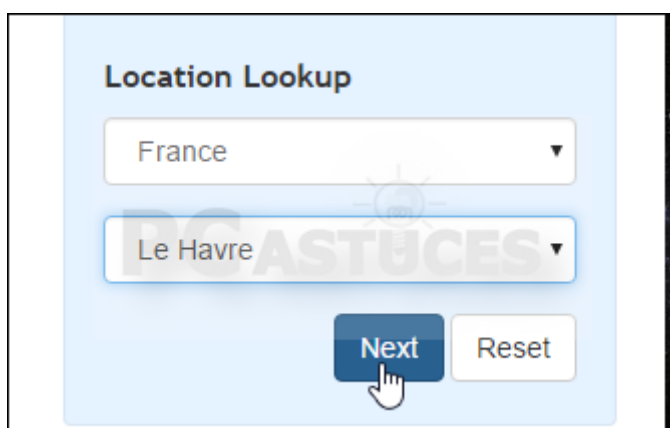 Location Lookup
France
PC ASTUCES
Le Havre
Next Reset